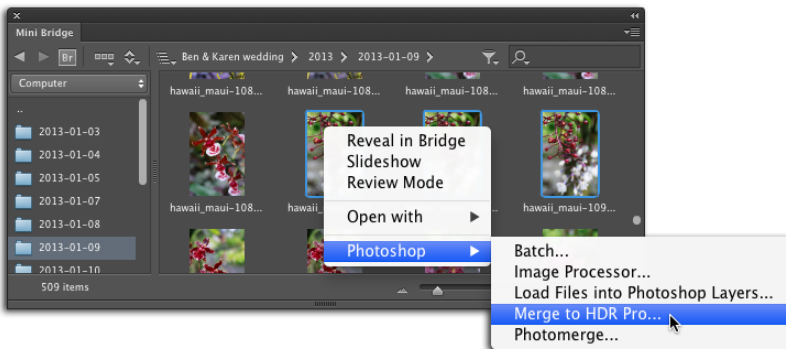 Mini Bridge
Br
Ben & Karen wedding > 2013 > 2013-01-09 >
Computer
..
2013-01-03
2013-01-04
2013-01-05
2013-01-07
2013-01-08
2013-01-09
2013-01-10
509 items
hawaii_maui-108... hawaii_maui-108... hawaii_maui-108... hawaii_maui-108...
hawaii_maui-108... hawaii_maui-109...
Reveal in Bridge
Slideshow
Review Mode
Open with
Photoshop
Batch...
Image Processor...
Load Files into Photoshop Layers...
Merge to HDR Pro...
Photomerge...